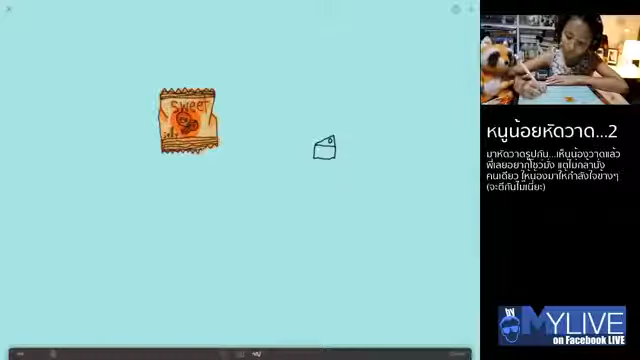 sweet
หนูน้อยหัดวาด...2
มาหัดวาดรูปกัน...เห็นน้องวาดแล้ว
พี่เลยอยากโชว์มั่ง แต่ไม่กล้านั่ง
คนเดียว ให้น้องมาให้กำลังใจข้างๆ
(จะตีกันไม๊เนี่ยะ)
by
MYLIVE
on Facebook LIVE